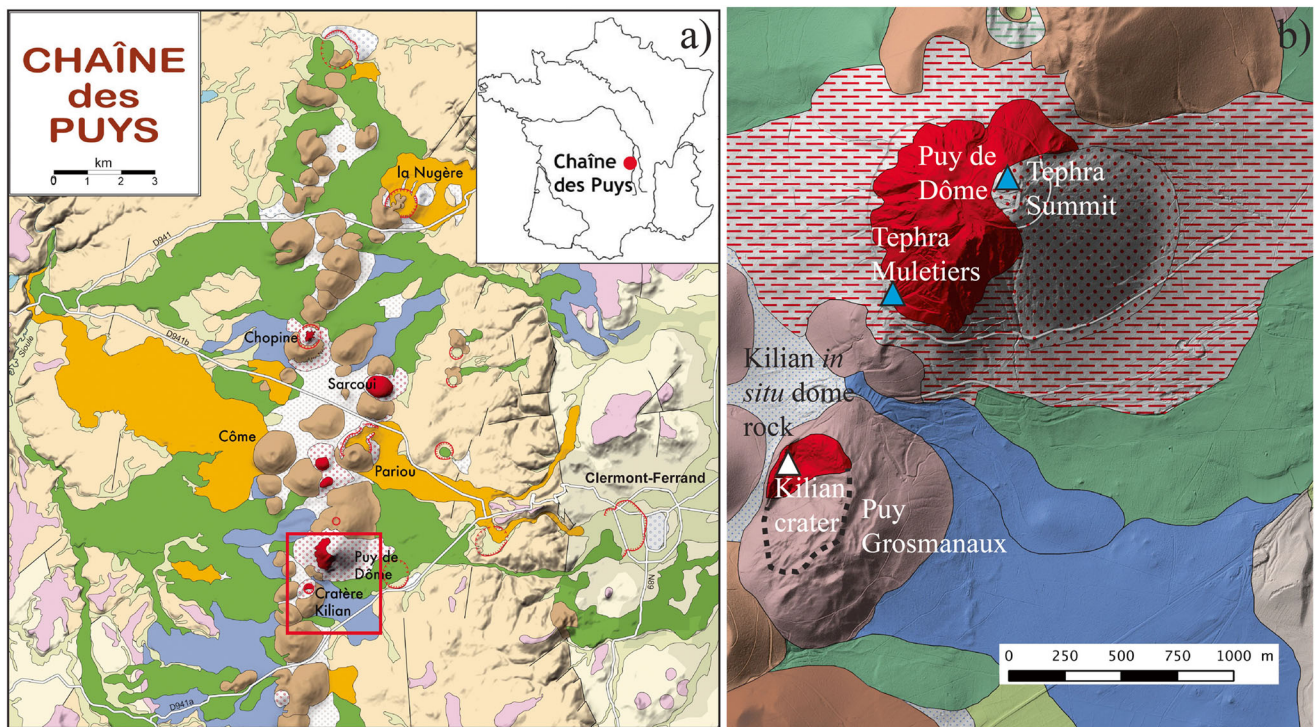 CHAÎNE
des
PUYS
km
0 1 2 3
a)
Chaîne
des Puys
la Nugère
D941
D941b
Chopine
Sarcoui
Côme
Pariou
Clermont-Ferrand
Puy de
Dôme
Cratère
Kilian
N89
D941a
b)
Puy de
Dôme
Tephra
Summit
Tephra
Muletiers
Kilian in
situ dome
rock
Kilian
crater
Puy
Grosmanaux
0 250 500 750 1000 m